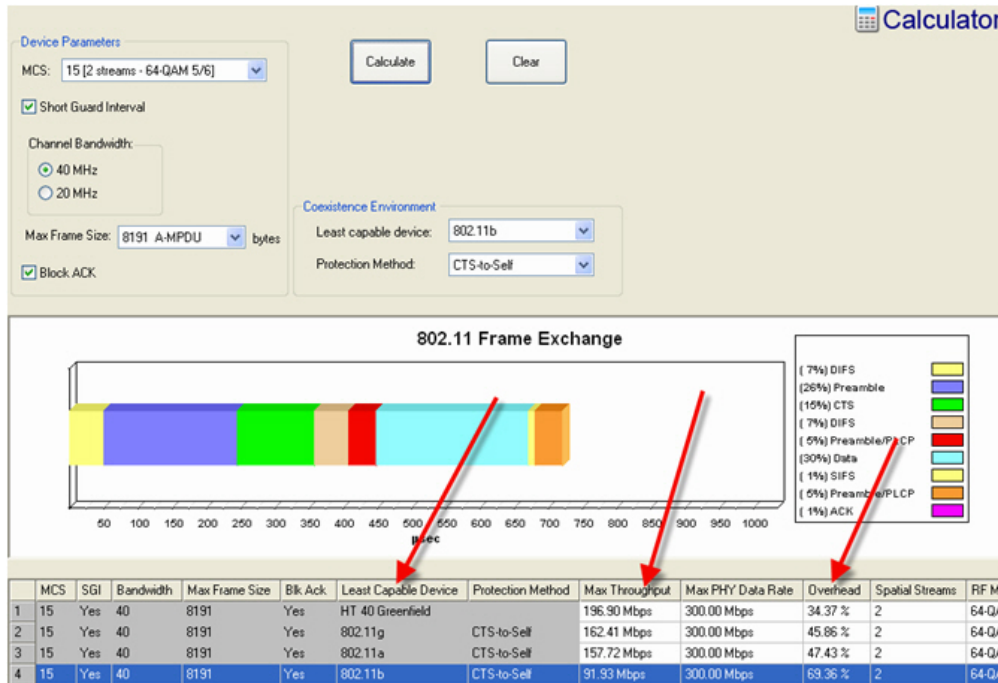 Calculator
Device Parameters
MCS: 15 [2 streams - 64-QAM 5/6]
Calculate Clear
Short Guard Interval
Channel Bandwidth:
40 MHz
20 MHz
Coexistence Environment
Least capable device: 802.11b
Max Frame Size: 8191 A-MPDU bytes
Protection Method: CTS-to-Self
Block ACK
802.11 Frame Exchange
( 7%) DIFS
(26%) Preamble
(15%) CTS
( 7%) DIFS
( 5%) Preamble/PLCP
(30%) Data
( 1%) SIFS
( 5%) Preamble/PLCP
( 1%) ACK
50 100 150 200 250 300 350 400 450 500 550 600 650 700 750 800 850 900 950 1000
µsec
MCS SGI Bandwidth Max Frame Size Blk Ack Least Capable Device Protection Method Max Throughput Max PHY Data Rate Overhead Spatial Streams RF M
1 15 Yes 40 8191 Yes HT 40 Greenfield 196.90 Mbps 300.00 Mbps 34.37 % 2 64-QA
2 15 Yes 40 8191 Yes 802.11g CTS-to-Self 162.41 Mbps 300.00 Mbps 45.86 % 2 64-QA
3 15 Yes 40 8191 Yes 802.11a CTS-to-Self 157.72 Mbps 300.00 Mbps 47.43 % 2 64-QA
4 15 Yes 40 8191 Yes 802.11b CTS-to-Self 91.93 Mbps 300.00 Mbps 69.36 % 2 64-QA